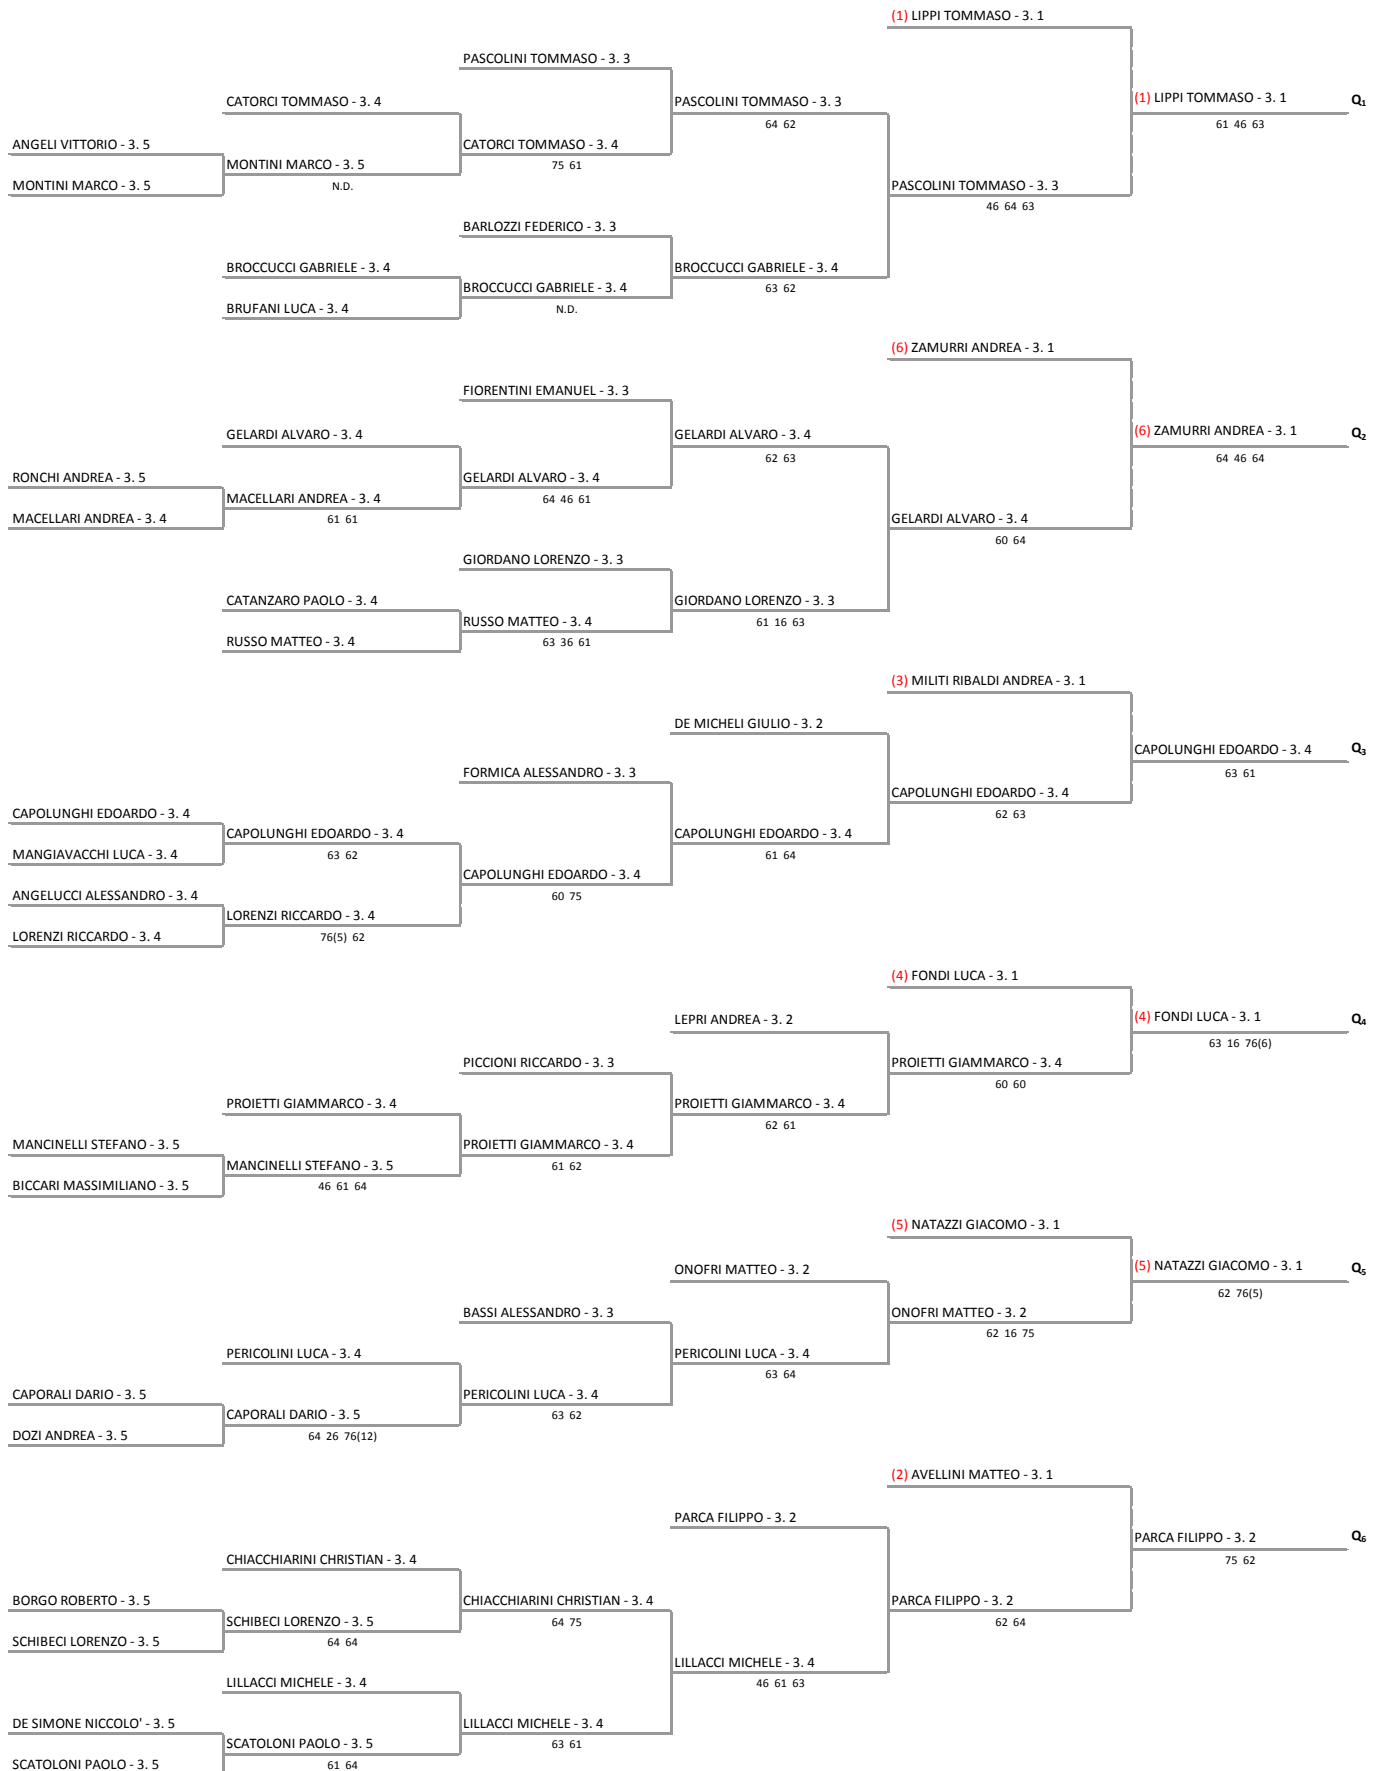 (1) LIPPI TOMMASO - 3. 1
PASCOLINI TOMMASO - 3. 3
CATORCI TOMMASO - 3. 4
PASCOLINI TOMMASO - 3. 3
(1) LIPPI TOMMASO - 3. 1
Q1
64 62
61 46 63
ANGELI VITTORIO - 3. 5
CATORCI TOMMASO - 3. 4
MONTINI MARCO - 3. 5
75 61
MONTINI MARCO - 3. 5
N.D.
PASCOLINI TOMMASO - 3. 3
46 64 63
BARLOZZI FEDERICO - 3. 3
BROCCUCCI GABRIELE - 3. 4
BROCCUCCI GABRIELE - 3. 4
BROCCUCCI GABRIELE - 3. 4
63 62
BRUFANI LUCA - 3. 4
N.D.
(6) ZAMURRI ANDREA - 3. 1
FIORENTINI EMANUEL - 3. 3
GELARDI ALVARO - 3. 4
GELARDI ALVARO - 3. 4
(6) ZAMURRI ANDREA - 3. 1
Q2
62 63
64 46 64
RONCHI ANDREA - 3. 5
GELARDI ALVARO - 3. 4
MACELLARI ANDREA - 3. 4
64 46 61
MACELLARI ANDREA - 3. 4
61 61
GELARDI ALVARO - 3. 4
60 64
GIORDANO LORENZO - 3. 3
CATANZARO PAOLO - 3. 4
GIORDANO LORENZO - 3. 3
RUSSO MATTEO - 3. 4
61 16 63
RUSSO MATTEO - 3. 4
63 36 61
(3) MILITI RIBALDI ANDREA - 3. 1
DE MICHELI GIULIO - 3. 2
CAPOLUNGHI EDOARDO - 3. 4
Q3
FORMICA ALESSANDRO - 3. 3
63 61
CAPOLUNGHI EDOARDO - 3. 4
CAPOLUNGHI EDOARDO - 3. 4
62 63
CAPOLUNGHI EDOARDO - 3. 4
CAPOLUNGHI EDOARDO - 3. 4
MANGIAVACCHI LUCA - 3. 4
63 62
61 64
CAPOLUNGHI EDOARDO - 3. 4
ANGELUCCI ALESSANDRO - 3. 4
60 75
LORENZI RICCARDO - 3. 4
LORENZI RICCARDO - 3. 4
76(5) 62
(4) FONDI LUCA - 3. 1
LEPRI ANDREA - 3. 2
(4) FONDI LUCA - 3. 1
Q4
63 16 76(6)
PICCIONI RICCARDO - 3. 3
PROIETTI GIAMMARCO - 3. 4
60 60
PROIETTI GIAMMARCO - 3. 4
PROIETTI GIAMMARCO - 3. 4
62 61
MANCINELLI STEFANO - 3. 5
PROIETTI GIAMMARCO - 3. 4
MANCINELLI STEFANO - 3. 5
61 62
BICCARI MASSIMILIANO - 3. 5
46 61 64
(5) NATAZZI GIACOMO - 3. 1
ONOFRI MATTEO - 3. 2
(5) NATAZZI GIACOMO - 3. 1
Q5
62 76(5)
BASSI ALESSANDRO - 3. 3
ONOFRI MATTEO - 3. 2
62 16 75
PERICOLINI LUCA - 3. 4
PERICOLINI LUCA - 3. 4
63 64
CAPORALI DARIO - 3. 5
PERICOLINI LUCA - 3. 4
CAPORALI DARIO - 3. 5
63 62
DOZI ANDREA - 3. 5
64 26 76(12)
(2) AVELLINI MATTEO - 3. 1
PARCA FILIPPO - 3. 2
PARCA FILIPPO - 3. 2
Q6
CHIACCHIARINI CHRISTIAN - 3. 4
75 62
BORGO ROBERTO - 3. 5
CHIACCHIARINI CHRISTIAN - 3. 4
PARCA FILIPPO - 3. 2
SCHIBECI LORENZO - 3. 5
64 75
62 64
SCHIBECI LORENZO - 3. 5
64 64
LILLACCI MICHELE - 3. 4
LILLACCI MICHELE - 3. 4
46 61 63
DE SIMONE NICCOLO' - 3. 5
LILLACCI MICHELE - 3. 4
SCATOLONI PAOLO - 3. 5
63 61
SCATOLONI PAOLO - 3. 5
61 64